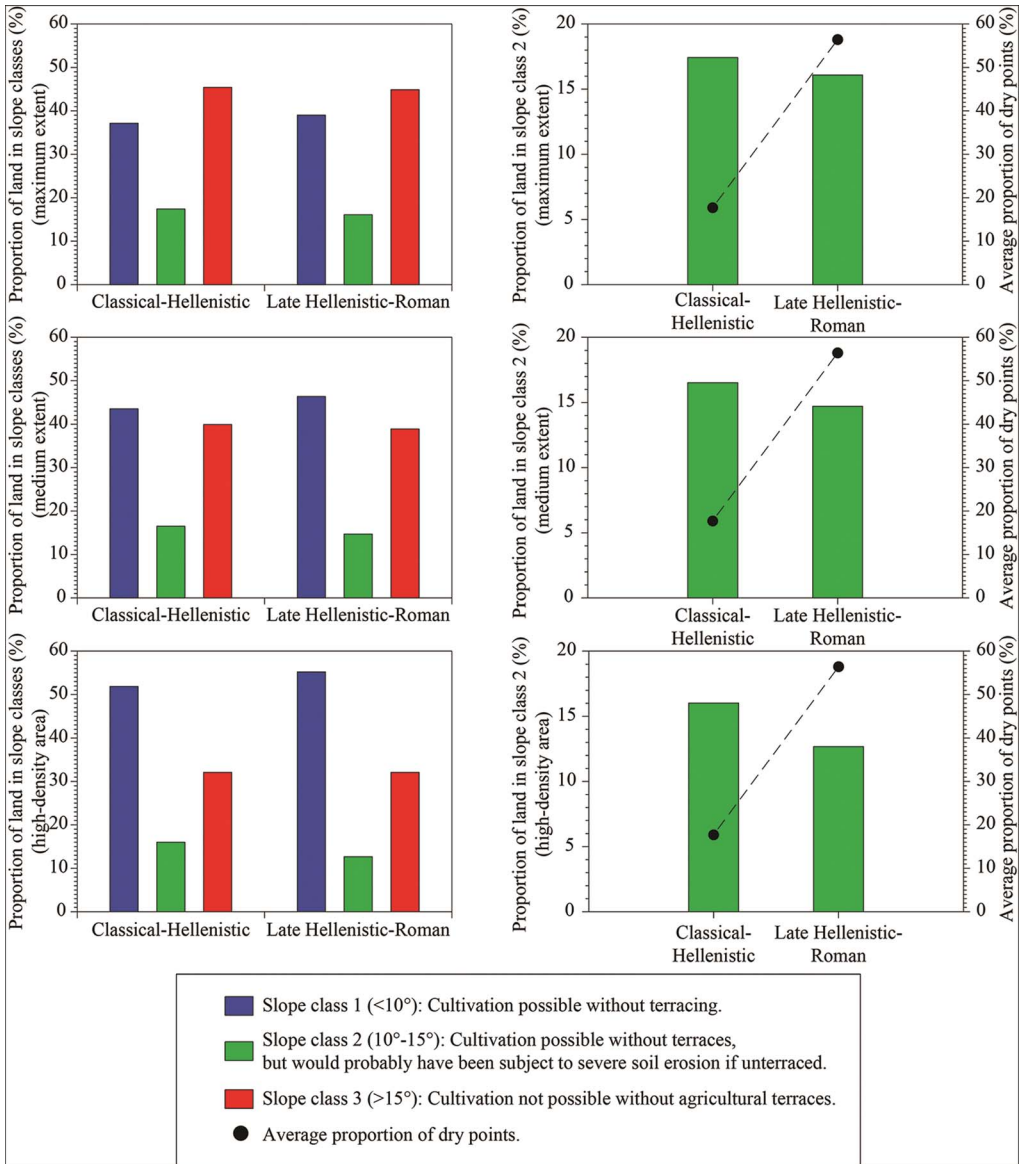 Proportion of land in slope classes (%)
(maximum extent)
60
50
40
30
20
10
0
Classical-Hellenistic
Late Hellenistic-Roman
Proportion of land in slope class 2 (%)
(maximum extent)
20
15
10
5
0
Classical-
Hellenistic
Late Hellenistic-
Roman
60
50
40
30
20
10
0
Average proportion of dry points (%)
Proportion of land in slope classes (%)
(medium extent)
60
50
40
30
20
10
0
Classical-Hellenistic
Late Hellenistic-Roman
Proportion of land in slope class 2 (%)
(medium extent)
20
15
10
5
0
Classical-
Hellenistic
Late Hellenistic-
Roman
60
50
40
30
20
10
0
Average proportion of dry points (%)
Proportion of land in slope classes (%)
(high-density area)
60
50
40
30
20
10
0
Classical-Hellenistic
Late Hellenistic-Roman
Proportion of land in slope class 2 (%)
(high-density area)
20
15
10
5
0
Classical-
Hellenistic
Late Hellenistic-
Roman
60
50
40
30
20
10
0
Average proportion of dry points (%)
Slope class 1 (<10°): Cultivation possible without terracing.
Slope class 2 (10°-15°): Cultivation possible without terraces,
but would probably have been subject to severe soil erosion if unterraced.
Slope class 3 (>15°): Cultivation not possible without agricultural terraces.
Average proportion of dry points.